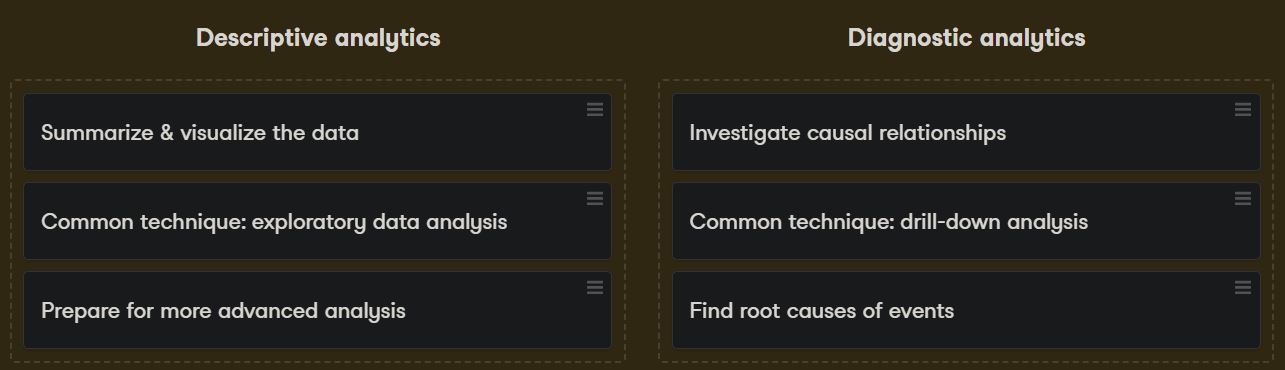 Descriptive analytics
Summarize & visualize the data
Common technique: exploratory data analysis
Prepare for more advanced analysis
Diagnostic analytics
Investigate causal relationships
Common technique: drill-down analysis
Find root causes of events